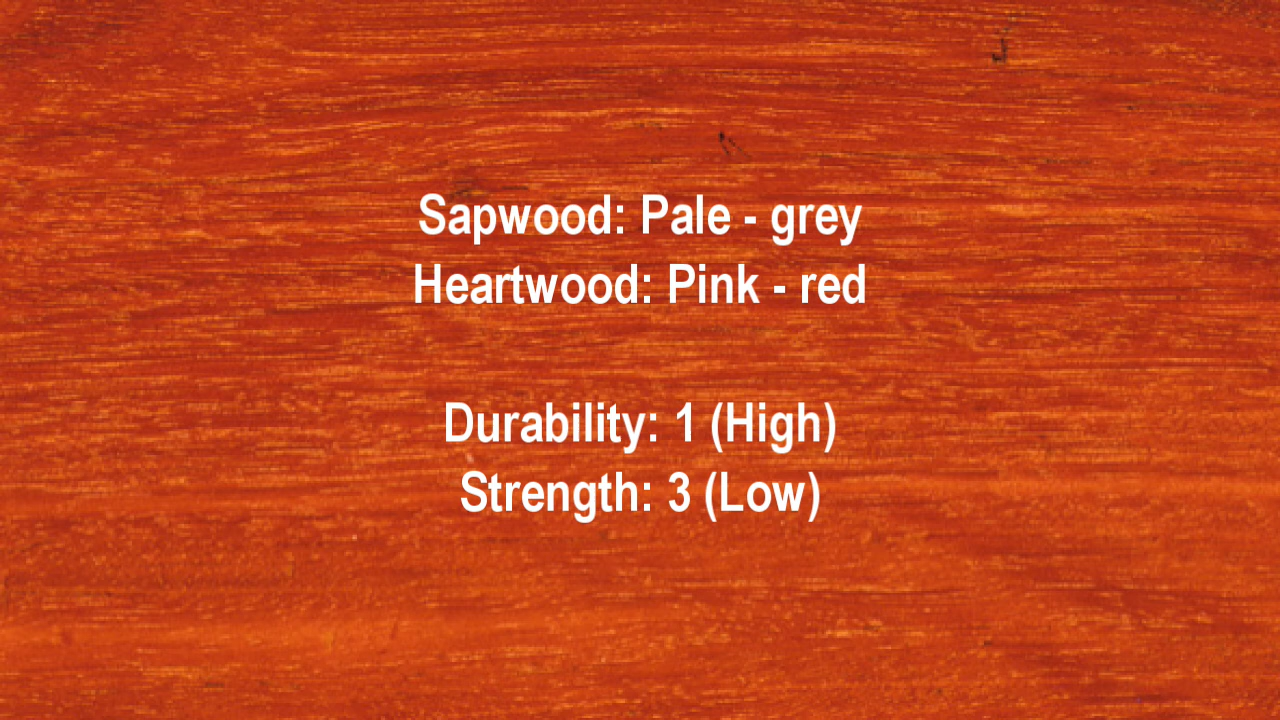 Sapwood: Pale - grey
Heartwood: Pink - red
Durability: 1 (High)
Strength: 3 (Low)